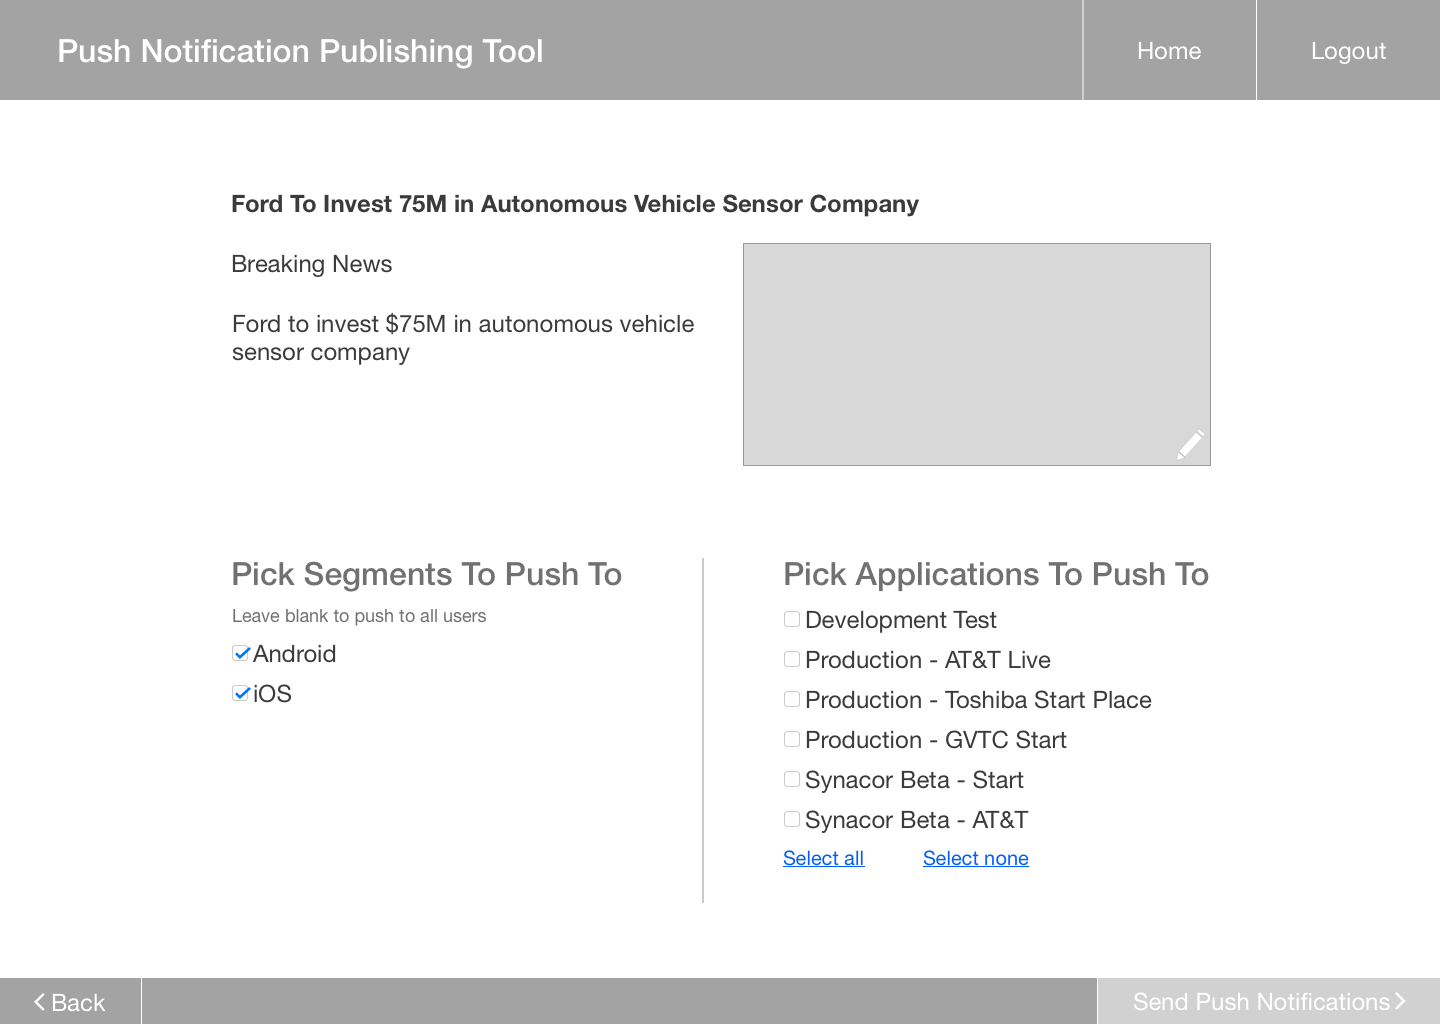 Push Notification Publishing Tool
Home
Logout
Ford To Invest 75M in Autonomous Vehicle Sensor Company
Breaking News
Ford to invest $75M in autonomous vehicle
sensor company
Pick Segments To Push To
Leave blank to push to all users
Android
iOS
Pick Applications To Push To
Development Test
Production - AT&T Live
Production - Toshiba Start Place
Production - GVTC Start
Synacor Beta - Start
Synacor Beta - AT&T
Select all
Select none
Back
Send Push Notifications